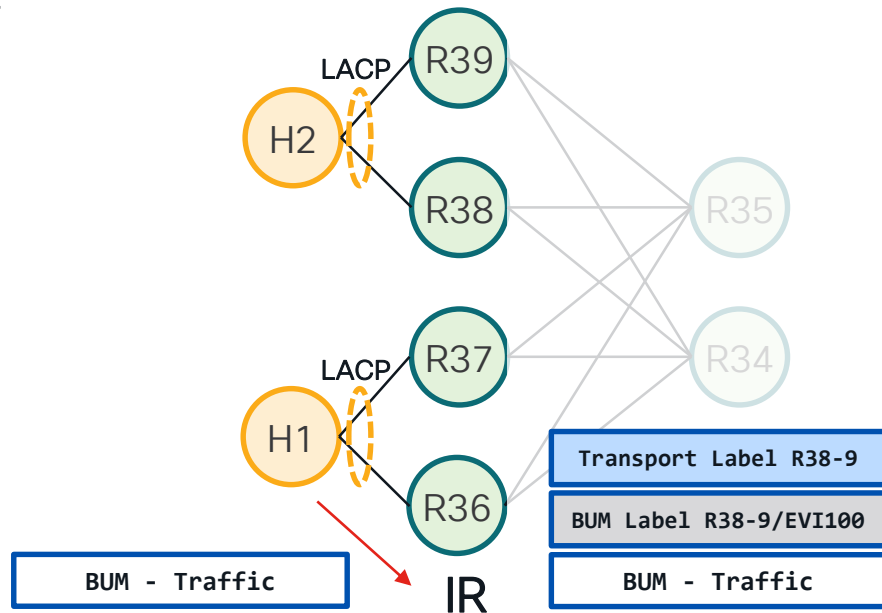 R39
LACP
H2
R38
R35
R37
R34
LACP
H1
Transport Label R38-9
R36
BUM Label R38-9/EVI100
BUM - Traffic
IR
BUM - Traffic